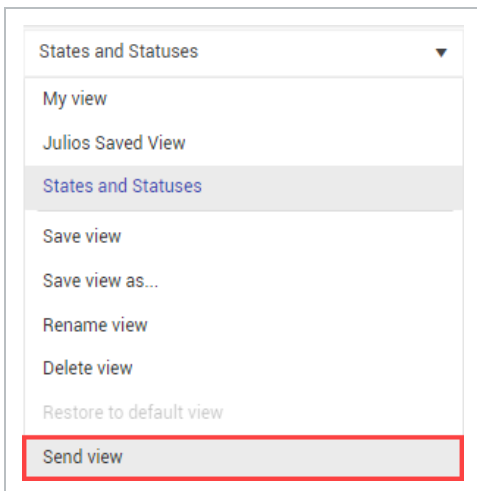 States and Statuses
My view
Julios Saved View
States and Statuses
Save view
Save view as...
Rename view
Delete view
Restore to default view
Send view